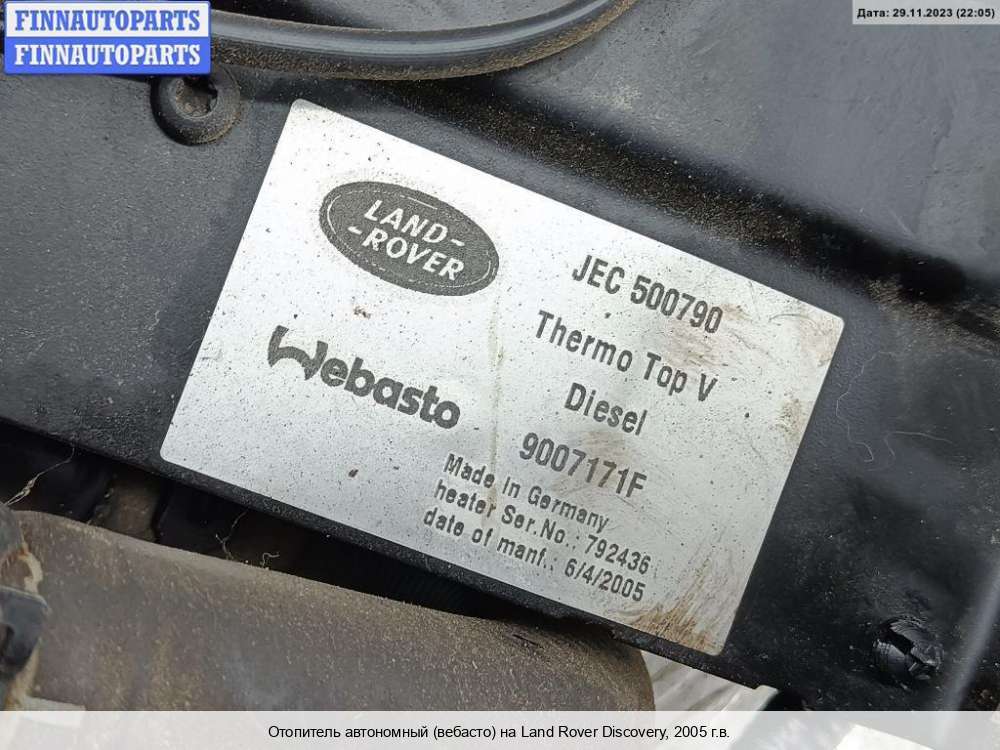 FINNAUTOPARTS
FINNAUTOPARTS
Дата: 29.11.2023 (22:05)
LAND-
-ROVER
Webasto
JEC 500790
Thermo Top V
Diesel
9007171F
Made in Germany
heater Ser.No.: 792436
date of manf.: 6/4/2005
Отопитель автономный (вебасто) на Land Rover Discovery, 2005 г.в.